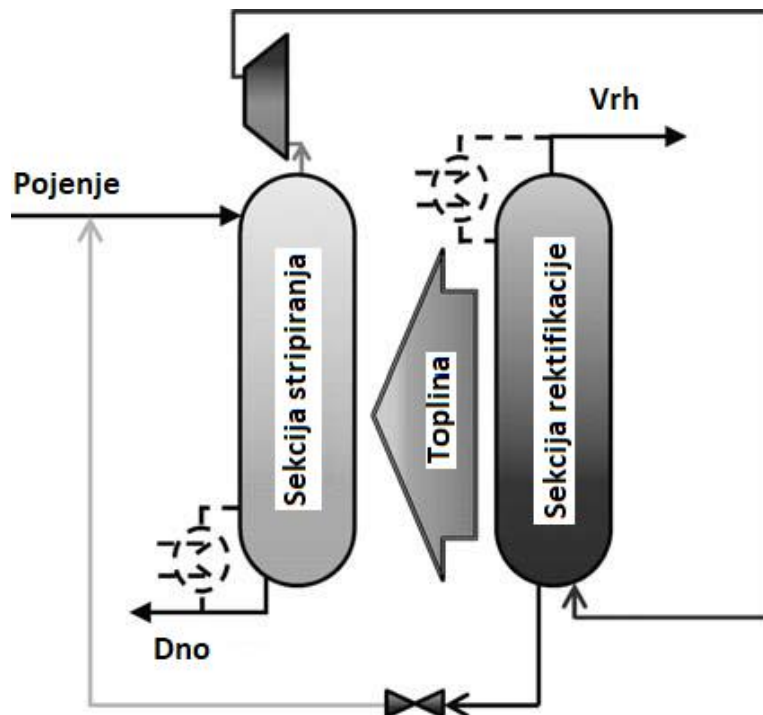 Vrh
Pojenje
Sekcija stripiranja
Toplina
Sekcija rektifikacije
Dno